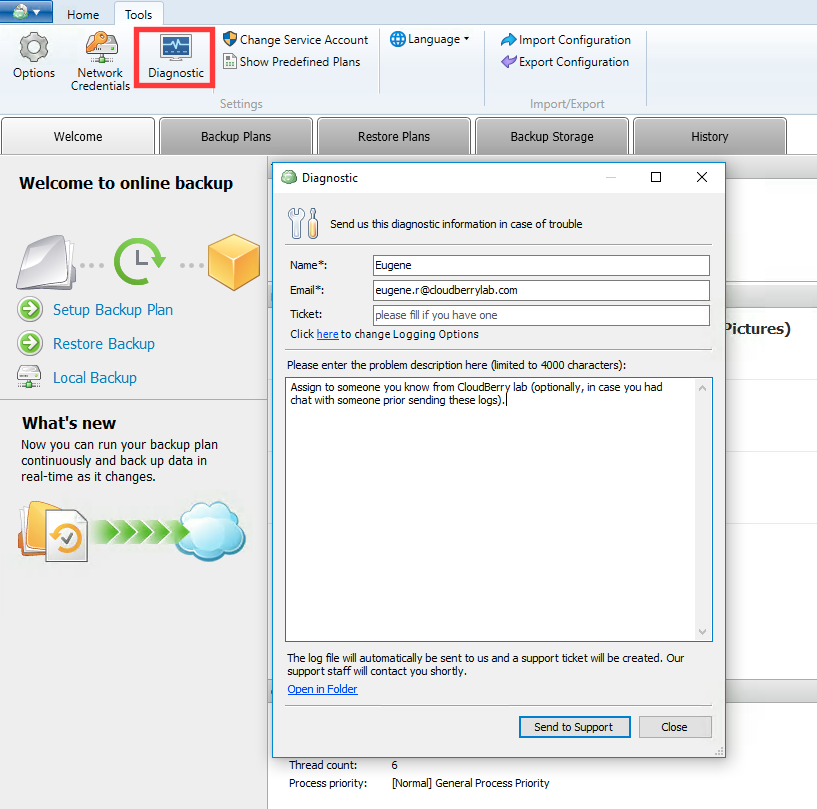 Home
Tools
Options
Network
Credentials
Diagnostic
Change Service Account
Show Predefined Plans
Settings
Language
Import Configuration
Export Configuration
Import/Export
Welcome
Backup Plans
Restore Plans
Backup Storage
History
Welcome to online backup
Setup Backup Plan
Restore Backup
Local Backup
What's new
Now you can run your backup plan
continuously and back up data in
real-time as it changes.
Diagnostic
Send us this diagnostic information in case of trouble
Name*:
Eugene
Email*:
eugene.r@cloudberrylab.com
Ticket:
please fill if you have one
Click here to change Logging Options
Please enter the problem description here (limited to 4000 characters):
Assign to someone you know from CloudBerry lab (optionally, in case you had
chat with someone prior sending these logs).
The log file will automatically be sent to us and a support ticket will be created. Our
support staff will contact you shortly.
Open in Folder
Send to Support
Close
Pictures)
Thread count:
6
Process priority:
[Normal] General Process Priority